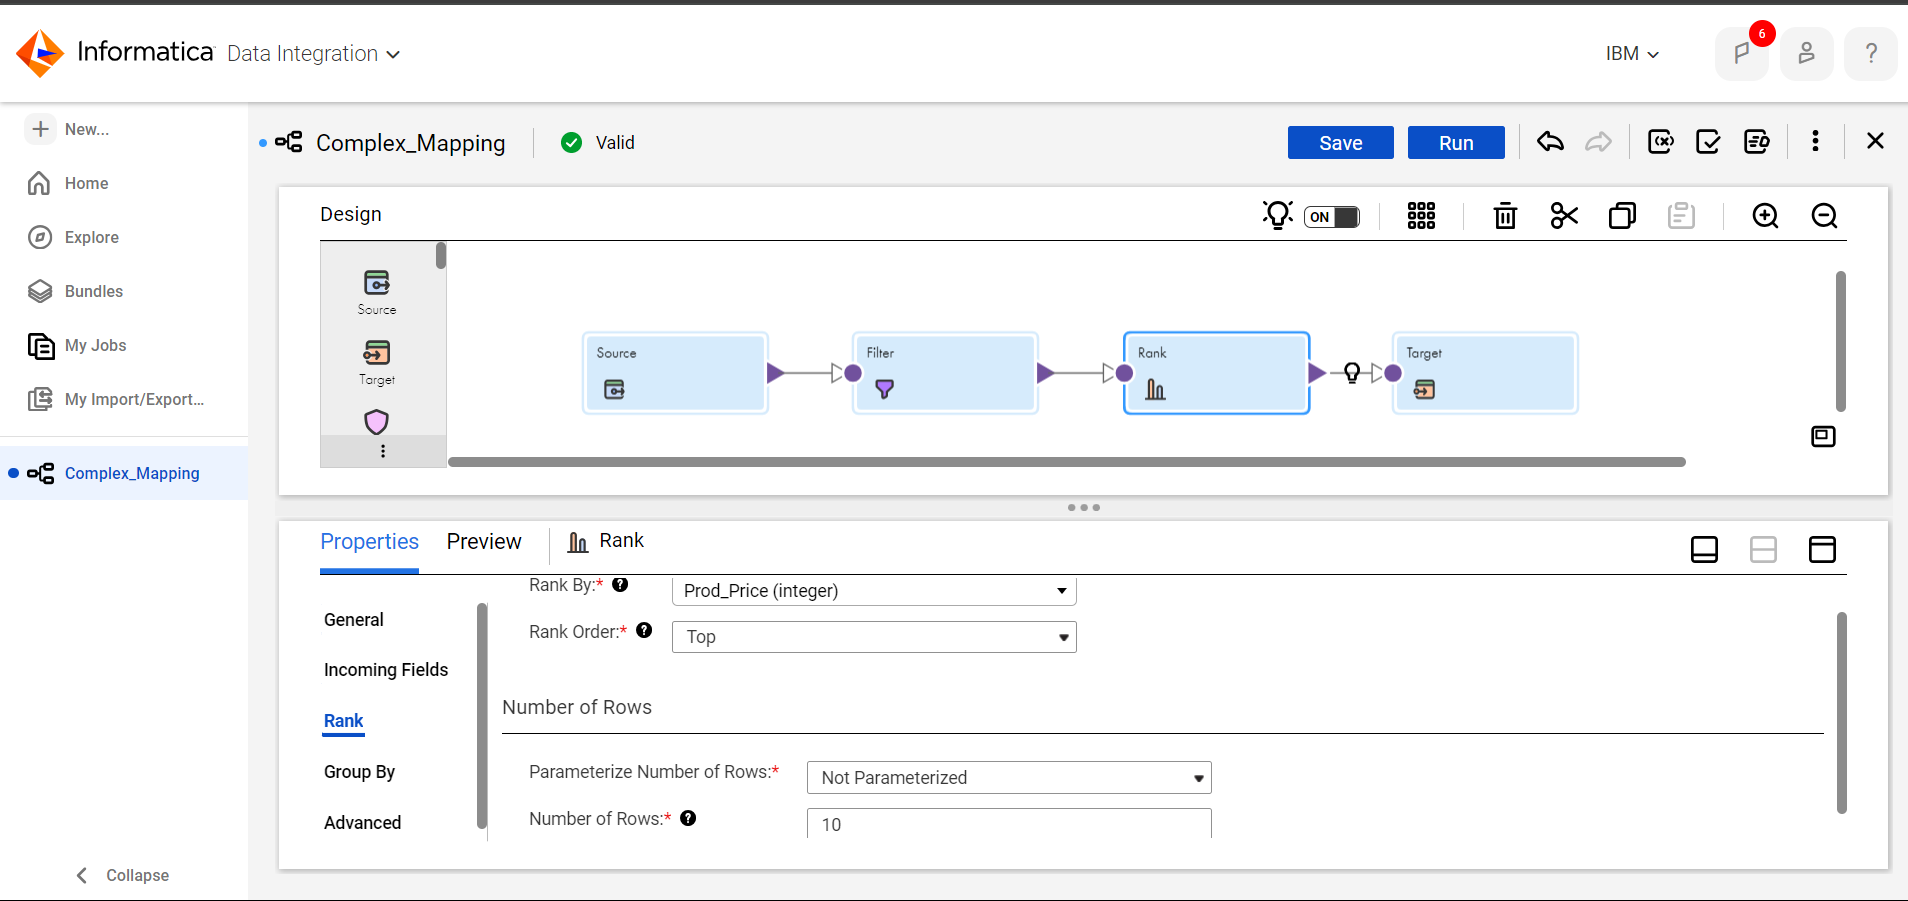 Informatica Data Integration
IBM
6
?
New...
Home
Explore
Bundles
My Jobs
My Import/Export...
Complex_Mapping
Collapse
Complex_Mapping
Valid
Save
Run
Design
ON
Source
Target
Source
Filter
Rank
Target
Properties
Preview
Rank
General
Incoming Fields
Rank
Group By
Advanced
Rank By:* ?
Prod_Price (integer)
Rank Order:* ?
Top
Number of Rows
Parameterize Number of Rows:*
Not Parameterized
Number of Rows:* ?
10